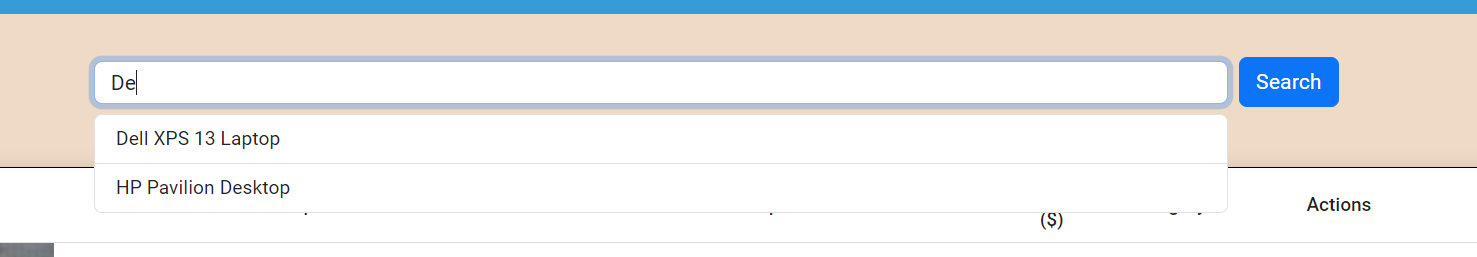 De
Search
Dell XPS 13 Laptop
HP Pavilion Desktop
($)
Actions